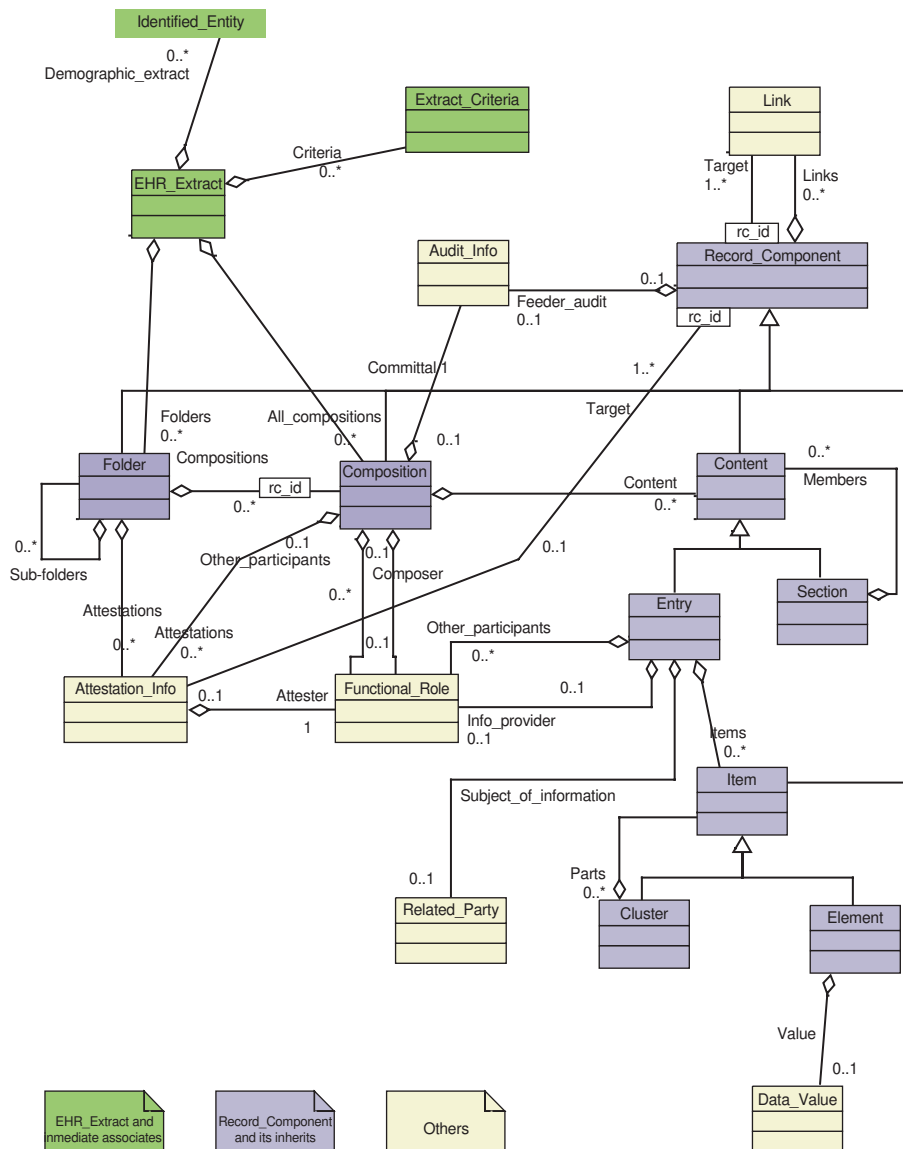 Identified_Entity
0..*
Demographic_extract
Extract_Criteria
Link
Criteria
0..*
EHR_Extract
Target
1..*
Links
0..*
rc_id
Audit_Info
Record_Component
Feeder_audit
0..1
0..1
rc_id
Committal 1
1..*
Target
Folders
0..*
All_compositions
0..*
0..1
Compositions
Folder
rc_id
0..*
Composition
Content
0..*
Content
0..*
Members
0..*
Sub-folders
0..1
Other_participants
0..1
Composer
0..1
0..*
Attestations
0..*
Attestations
0..*
0..1
Entry
Section
Other_participants
0..*
Attestation_Info
0..1
Attester
1
Functional_Role
0..1
Info_provider
0..1
Items
0..*
Item
Subject_of_information
0..1
Related_Party
Parts
0..*
Cluster
Element
Value
0..1
Data_Value
EHR_Extract and
inmediate associates
Record_Component
and its inherits
Others